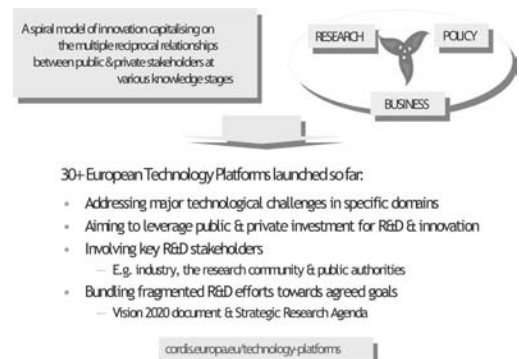 A spiral model of innovation capitalising on
the multiple reciprocal relationships
between public & private stakeholders at
various knowledge stages
RESEARCH
POLICY
BUSINESS
30+ European Technology Platforms launched so far:
• Addressing major technological challenges in specific domains
• Aiming to leverage public & private investment for R&D & innovation
• Involving key R&D stakeholders
– E.g. industry, the research community & public authorities
• Bundling fragmented R&D efforts towards agreed goals
– Vision 2020 document & Strategic Research Agenda
cordis.europa.eu/technology-platforms